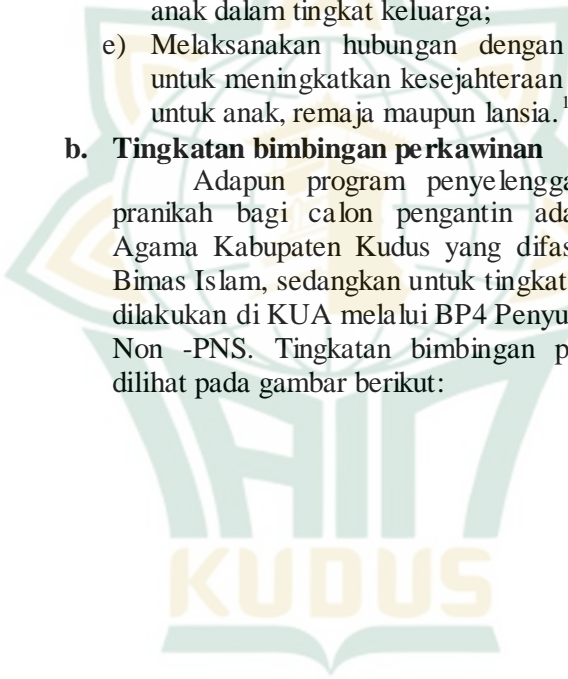 anak dalam tingkat keluarga;
e) Melaksanakan hubungan dengan
untuk meningkatkan kesejahteraan
untuk anak, remaja maupun lansia.1
b. Tingkatan bimbingan perkawinan
Adapun program penyelengga
pranikah bagi calon pengantin ada
Agama Kabupaten Kudus yang difas
Bimas Islam, sedangkan untuk tingkat
dilakukan di KUA melalui BP4 Penyu
Non -PNS. Tingkatan bimbingan p
dilihat pada gambar berikut:
IAIN
KUDUS